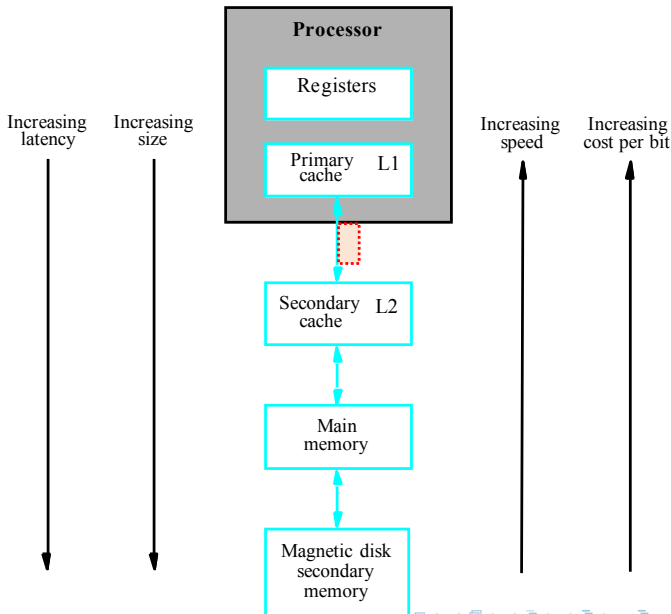 Processor
Registers
Primary
cache L1
Secondary
cache L2
Main
memory
Magnetic disk
secondary
memory
Increasing
latency
Increasing
size
Increasing
speed
Increasing
cost per bit